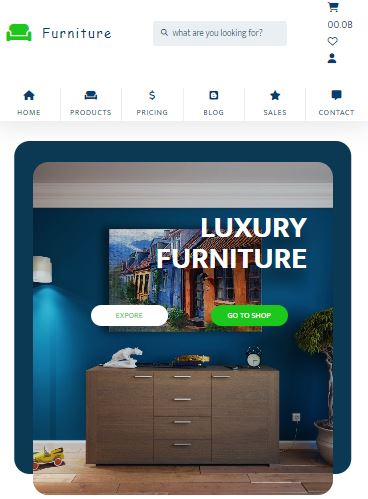 Furniture
what are you looking for?
00.0B
HOME
PRODUCTS
PRICING
BLOG
SALES
CONTACT
LUXURY
FURNITURE
EXPORE
GO TO SHOP